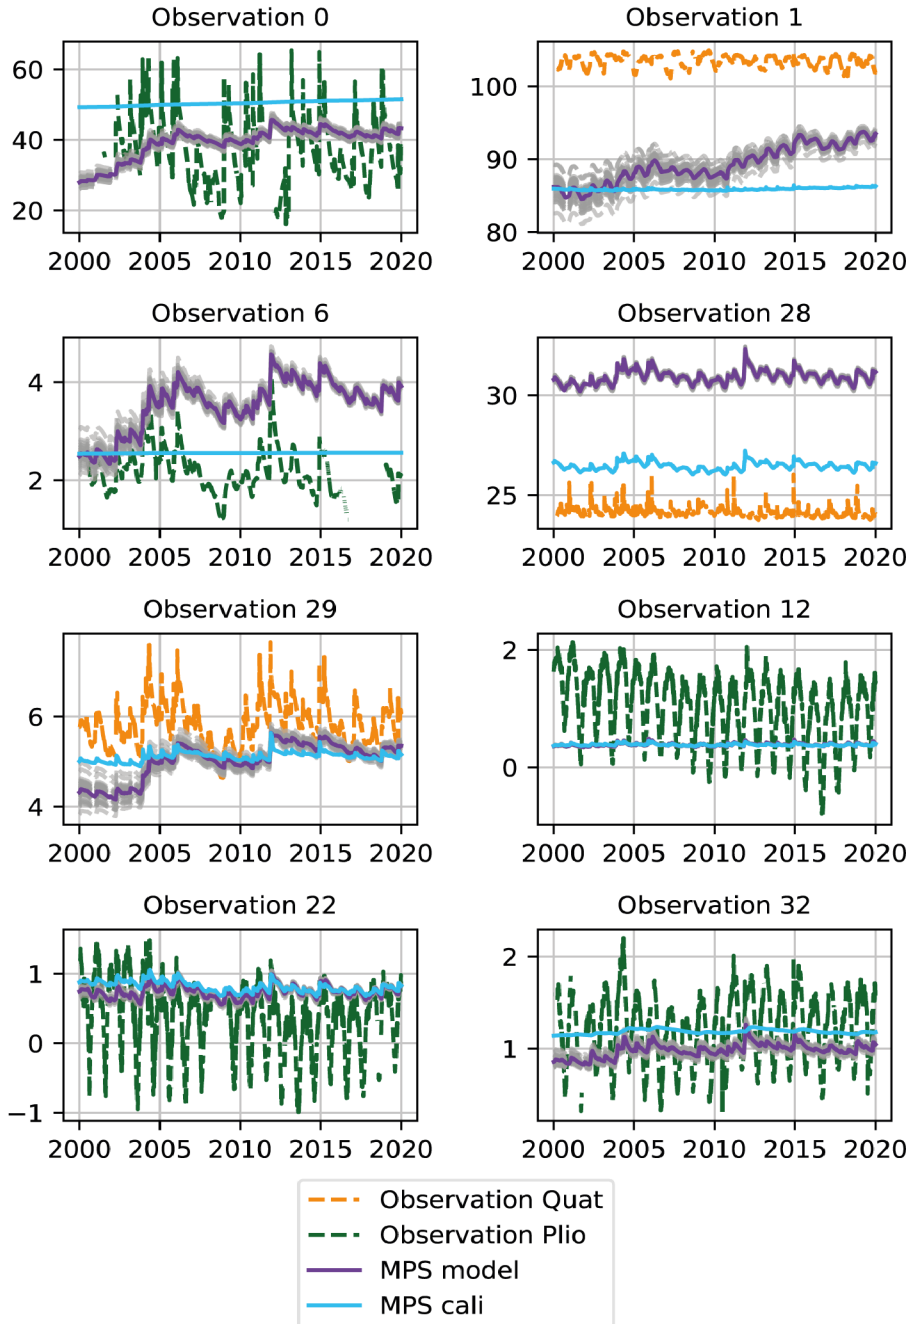 Observation 0
60
40
20
2000 2005 2010 2015 2020
Observation 1
100
90
80
2000 2005 2010 2015 2020
Observation 6
4
2
2000 2005 2010 2015 2020
Observation 28
30
25
2000 2005 2010 2015 2020
Observation 29
6
4
2000 2005 2010 2015 2020
Observation 12
2
0
2000 2005 2010 2015 2020
Observation 22
1
0
−1
2000 2005 2010 2015 2020
Observation 32
2
1
2000 2005 2010 2015 2020
Observation Quat
Observation Plio
MPS model
MPS cali